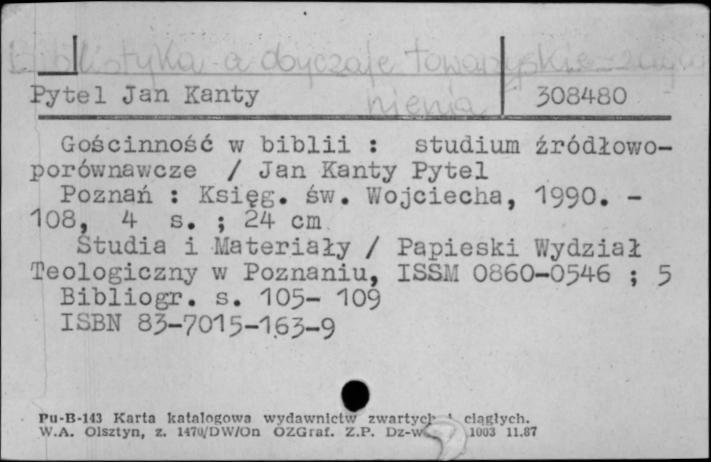 Biblistyka a obyczaje towarzyskie - zagad
nienia
Pytel Jan Kanty 308480
Gościnność w biblii : studium źródłowo-
porównawcze / Jan Kanty Pytel
Poznań : Księg. św. Wojciecha, 1990. -
108, 4 s. ; 24 cm
Studia i Materiały / Papieski Wydział
Teologiczny w Poznaniu, ISSM 0860-0546 ; 5
Bibliogr. s. 105- 109
ISBN 83-7015-163-9
Pu-B-143 Karta katalogowa wydawnictw zwartych i ciągłych.
W.A. Olsztyn, z. 1470/DW/On OZGraf. Z.P. Dz-w 1003 11.87